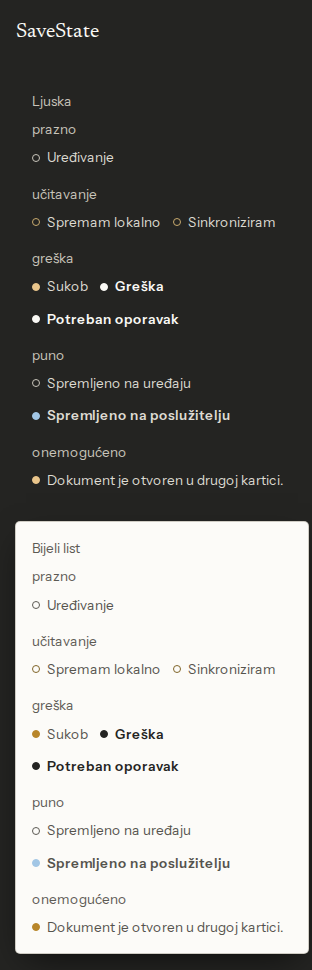 SaveState
Ljuska
prazno
Uređivanje
učitavanje
Spremam lokalno Sinkroniziram
greška
Sukob Greška
Potreban oporavak
puno
Spremljeno na uređaju
Spremljeno na poslužitelju
onemogućeno
Dokument je otvoren u drugoj kartici.
Bijeli list
prazno
Uređivanje
učitavanje
Spremam lokalno Sinkroniziram
greška
Sukob Greška
Potreban oporavak
puno
Spremljeno na uređaju
Spremljeno na poslužitelju
onemogućeno
Dokument je otvoren u drugoj kartici.